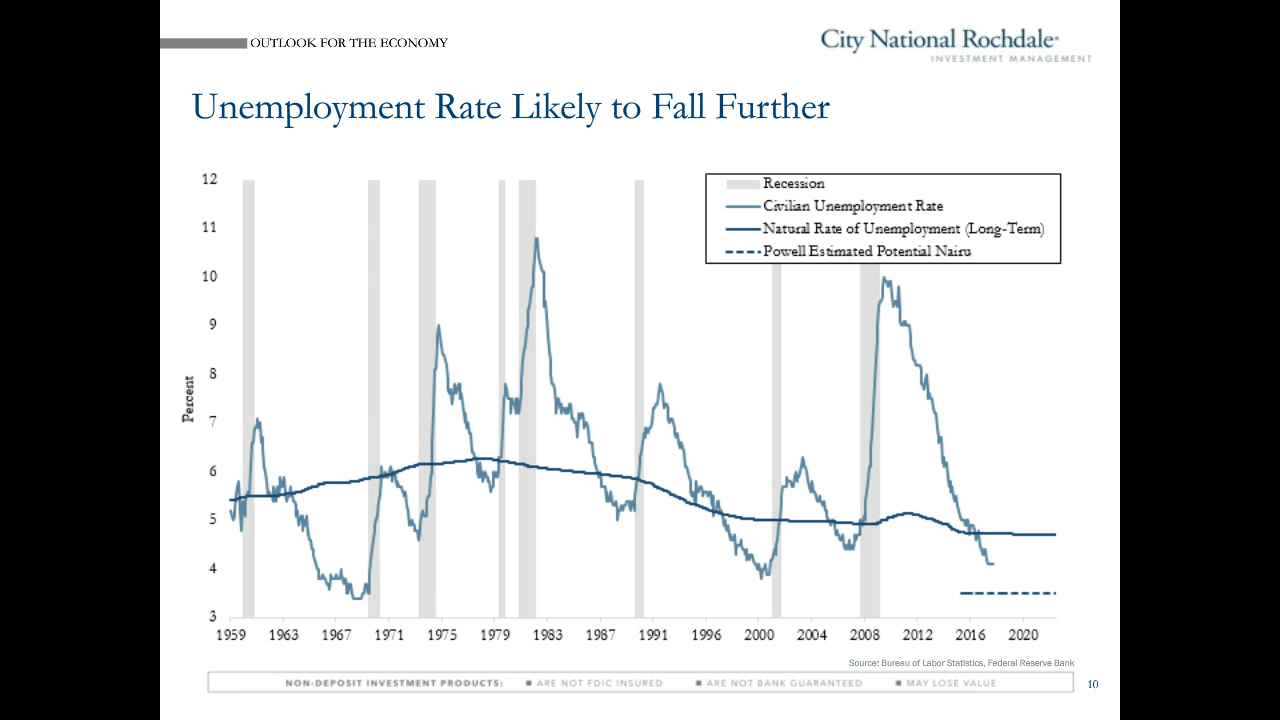 OUTLOOK FOR THE ECONOMY
City National Rochdale®
INVESTMENT MANAGEMENT
Unemployment Rate Likely to Fall Further
Recession
Civilian Unemployment Rate
Natural Rate of Unemployment (Long-Term)
Powell Estimated Potential Nairu
Percent
12
11
10
9
8
7
6
5
4
3
1959 1963 1967 1971 1975 1979 1983 1987 1991 1996 2000 2004 2008 2012 2016 2020
Source: Bureau of Labor Statistics, Federal Reserve Bank
NON-DEPOSIT INVESTMENT PRODUCTS: ■ ARE NOT FDIC INSURED ■ ARE NOT BANK GUARANTEED ■ MAY LOSE VALUE
10